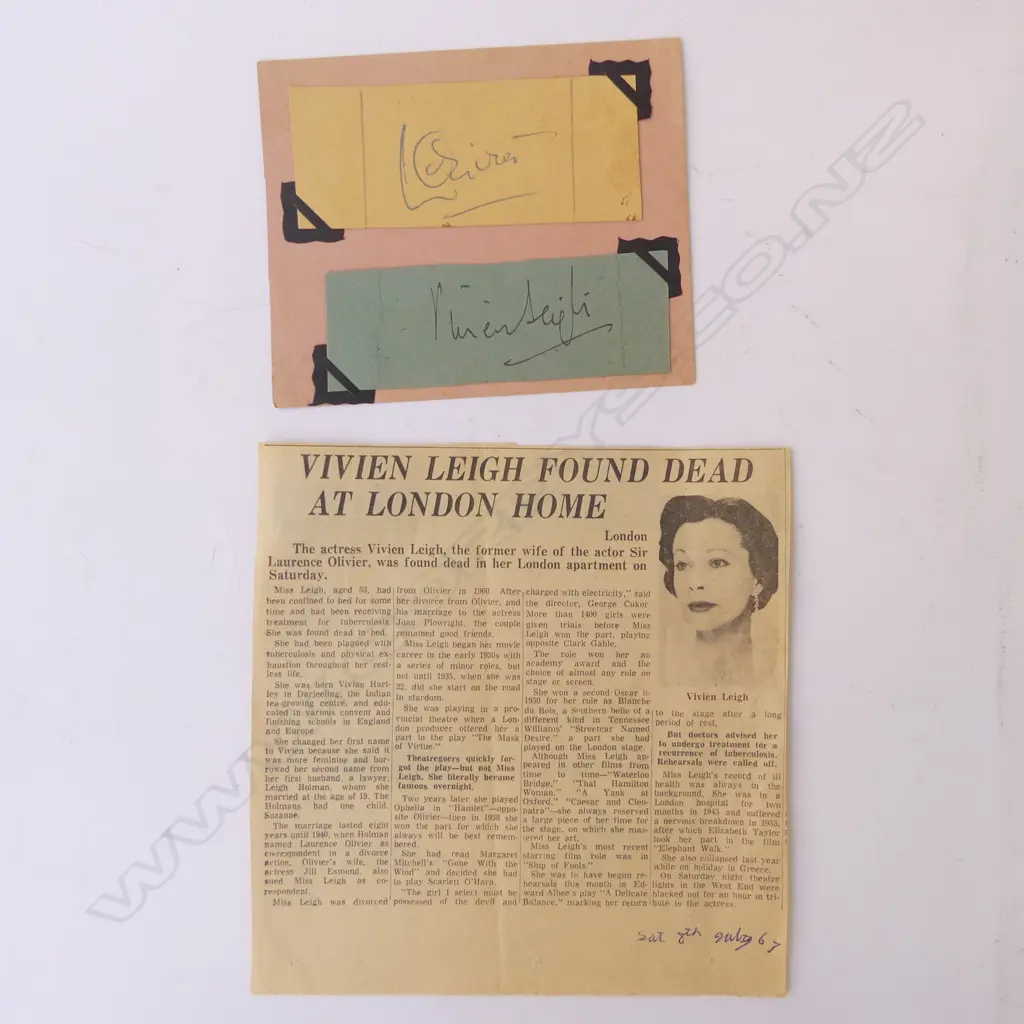 LOlivier
Vivien Leigh
VIVIEN LEIGH FOUND DEAD
AT LONDON HOME
London
The actress Vivien Leigh, the former wife of the actor Sir
Laurence Olivier, was found dead in her London apartment on
Saturday.
Miss Leigh, aged 53, had
been confined to bed for some
time and had been receiving
treatment for tuberculosis.
She was found dead in bed.
She had been plagued with
tuberculosis and physical ex-
haustion throughout her rest-
less life.
She was born Vivian Hart-
ley in Darjeeling, the Indian
tea-growing centre, and edu-
cated in various convent and
finishing schools in England
and Europe.
She changed her first name
to Vivien because she said it
was more feminine and bor-
rowed her second name from
her first husband, a lawyer,
Leigh Holman, whom she
married at the age of 19. The
Holmans had one child,
Suzanne.
The marriage lasted eight
years until 1940, when Holman
named Laurence Olivier as
co-respondent in a divorce
action. Olivier's wife, the
actress Jill Esmond, also
sued Miss Leigh as co-
respondent.
Miss Leigh was divorced
from Olivier in 1960. After
her divorce from Olivier, and
his marriage to the actress
Joan Plowright, the couple
remained good friends.
Miss Leigh began her movie
career in the early 1930s with
a series of minor roles, but
not until 1935, when she was
22, did she start on the road
to stardom.
She was playing in a pro-
vincial theatre when a Lon-
don producer offered her a
part in the play "The Mask
of Virtue."
Theatregoers quickly for-
got the play—but not Miss
Leigh. She literally became
famous overnight.
Two years later she played
Ophelia in "Hamlet"—oppo-
site Olivier—then in 1938 she
won the part for which she
always will be best remem-
bered.
She had read Margaret
Mitchell's "Gone With the
Wind" and decided she had
to play Scarlett O'Hara.
"The girl I select must be
possessed of the devil and
charged with electricity," said
the director, George Cukor
More than 1400 girls were
given trials before Miss
Leigh won the part, playing
opposite Clark Gable.
The role won her an
academy award and the
choice of almost any role on
stage or screen.
She won a second Oscar in
1950 for her role as Blanche
du Bois, a Southern belle of a
different kind in Tennessee
Williams' "Streetcar Named
Desire," a part she had
played on the London stage.
Although Miss Leigh ap-
peared in other films from
time to time—"Waterloo
Bridge," "That Hamilton
Woman," "A Yank at
Oxford," "Caesar and Cleo-
patra"—she always reserved
a large piece of her time for
the stage, on which she mas-
tered her art.
Miss Leigh's most recent
starring film role was in
"Ship of Fools."
She was to have begun re-
hearsals this month in Ed-
ward Albee's play "A Delicate
Balance," marking her return
Vivien Leigh
to the stage after a long
period of rest.
But doctors advised her
to undergo treatment for a
recurrence of tuberculosis.
Rehearsals were called off.
Miss Leigh's record of ill
health was always in the
background. She was in a
London hospital for two
months in 1945 and suffered
a nervous breakdown in 1953,
after which Elizabeth Taylor
took her part in the film
"Elephant Walk."
She also collapsed last year
while on holiday in Greece.
On Saturday night theatre
lights in the West End were
blacked out for an hour in tri-
bute to the actress.
Sat 8th July 67